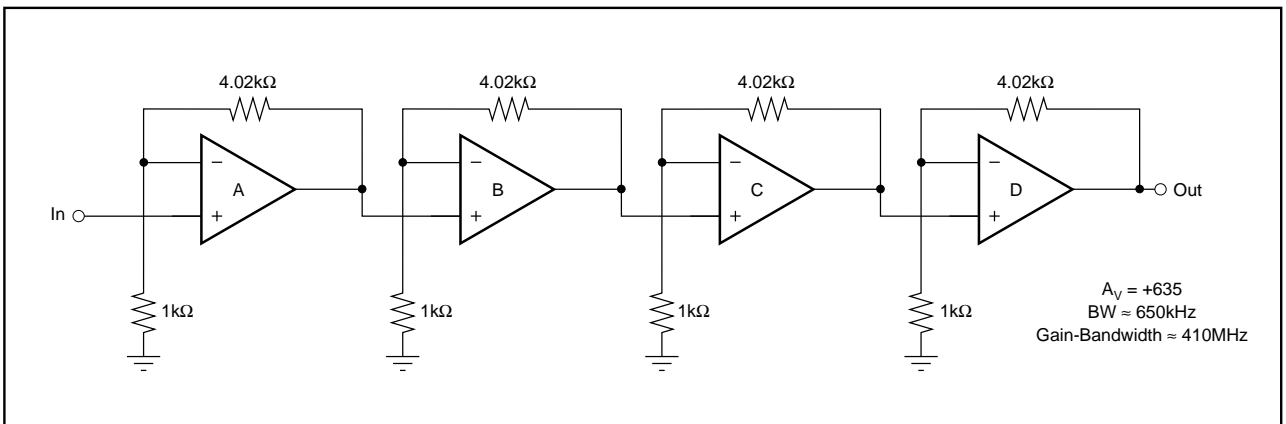 4.02kΩ
4.02kΩ
4.02kΩ
4.02kΩ
−
−
−
−
A
B
C
D
Out
In
+
+
+
+
1kΩ
1kΩ
1kΩ
1kΩ
A_V = +635
BW ≈ 650kHz
Gain-Bandwidth ≈ 410MHz